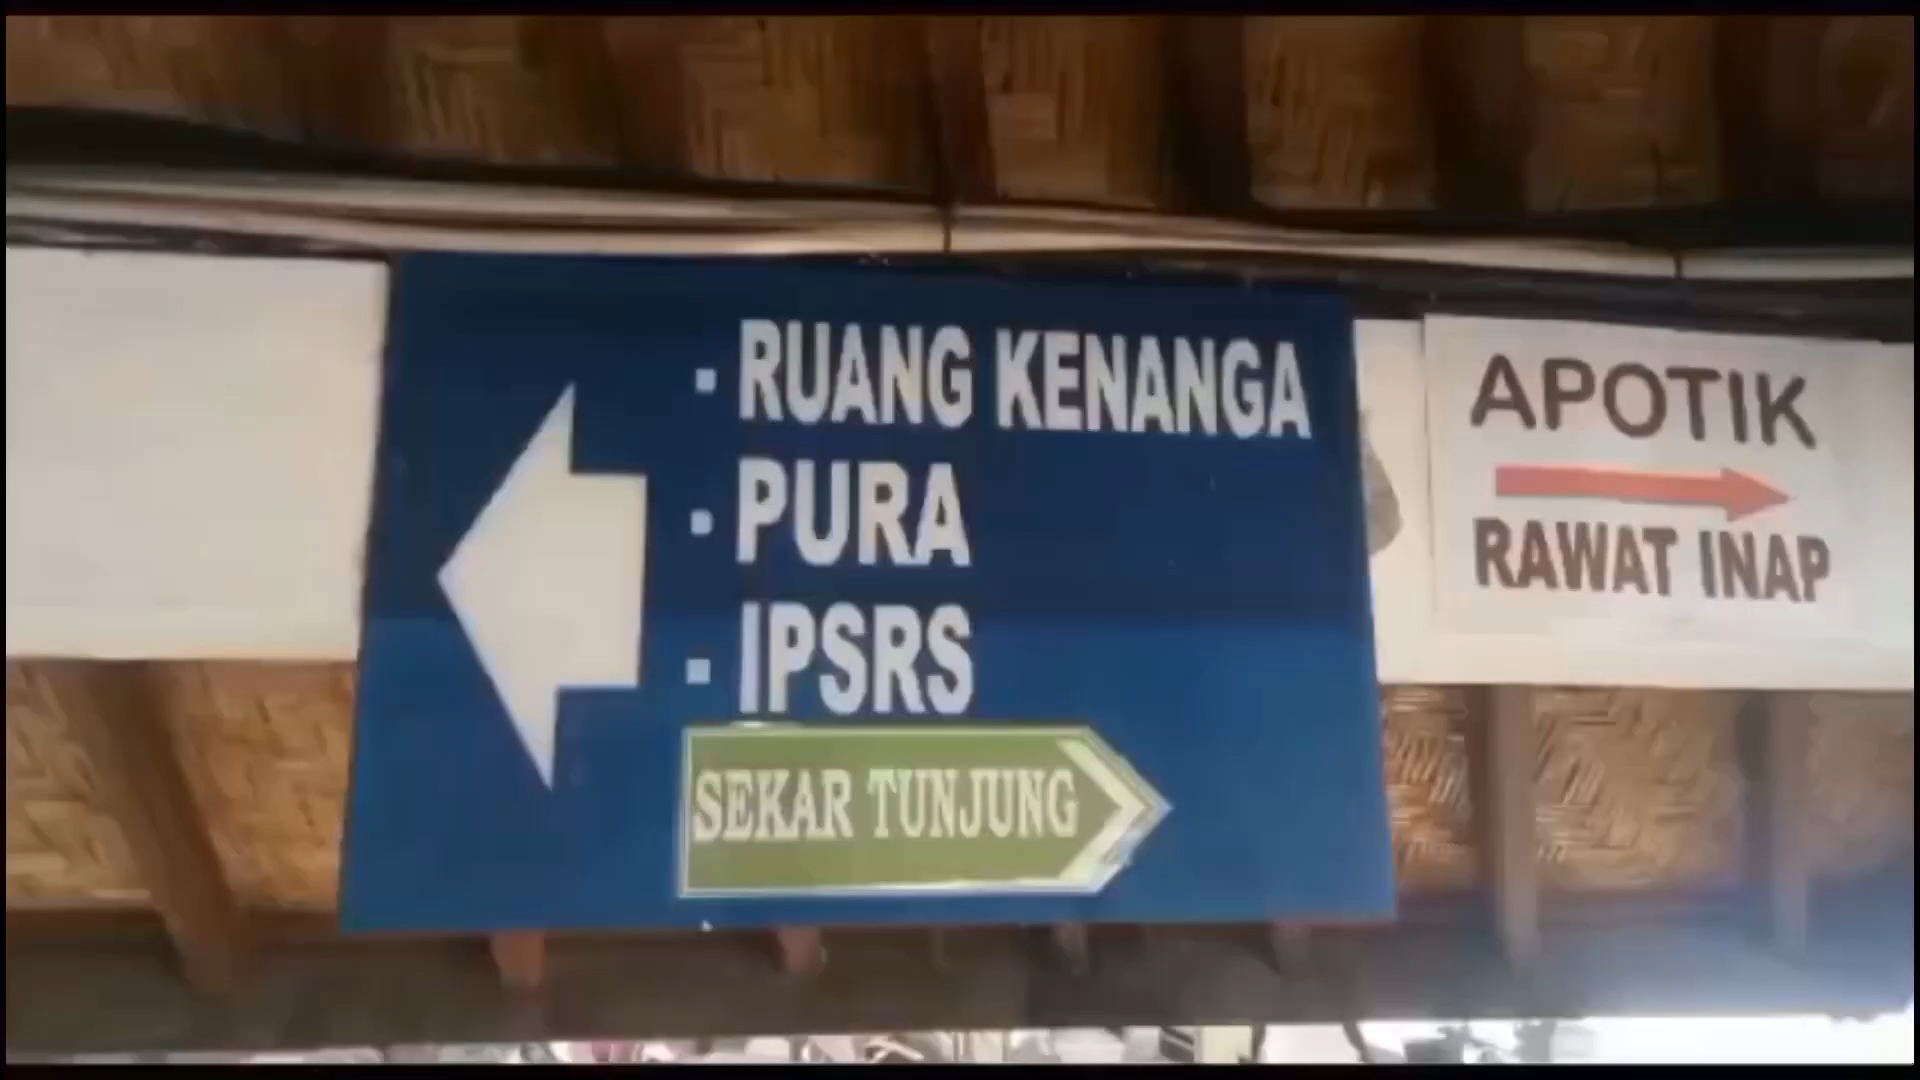 RUANG KENANGA
PURA
IPSRS
SEKAR TUNJUNG
APOTIK
RAWAT INAP